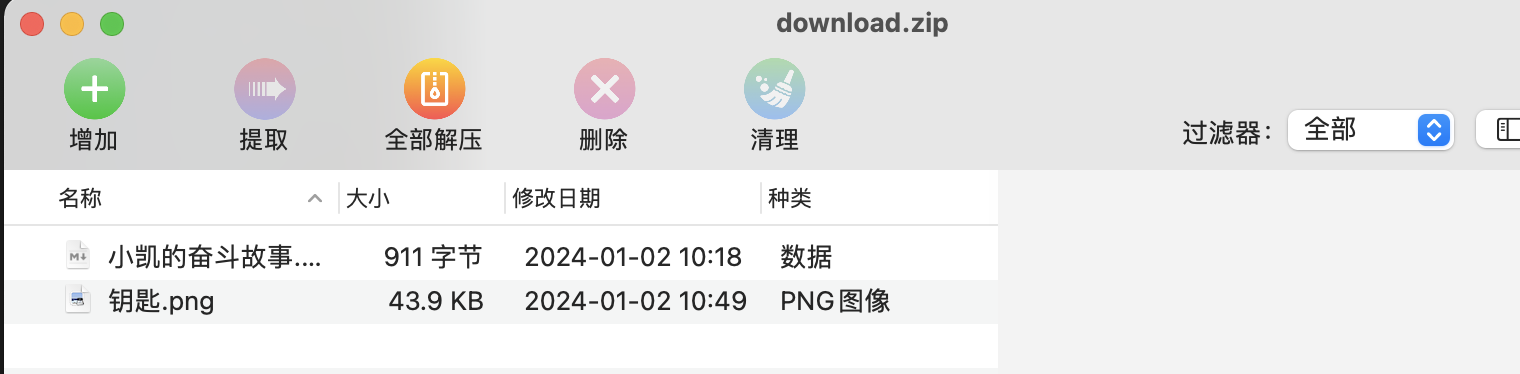 download.zip
增加 提取 全部解压 删除 清理
过滤器： 全部
名称 大小 修改日期 种类
小凯的奋斗故事.... 911 字节 2024-01-02 10:18 数据
钥匙.png 43.9 KB 2024-01-02 10:49 PNG图像